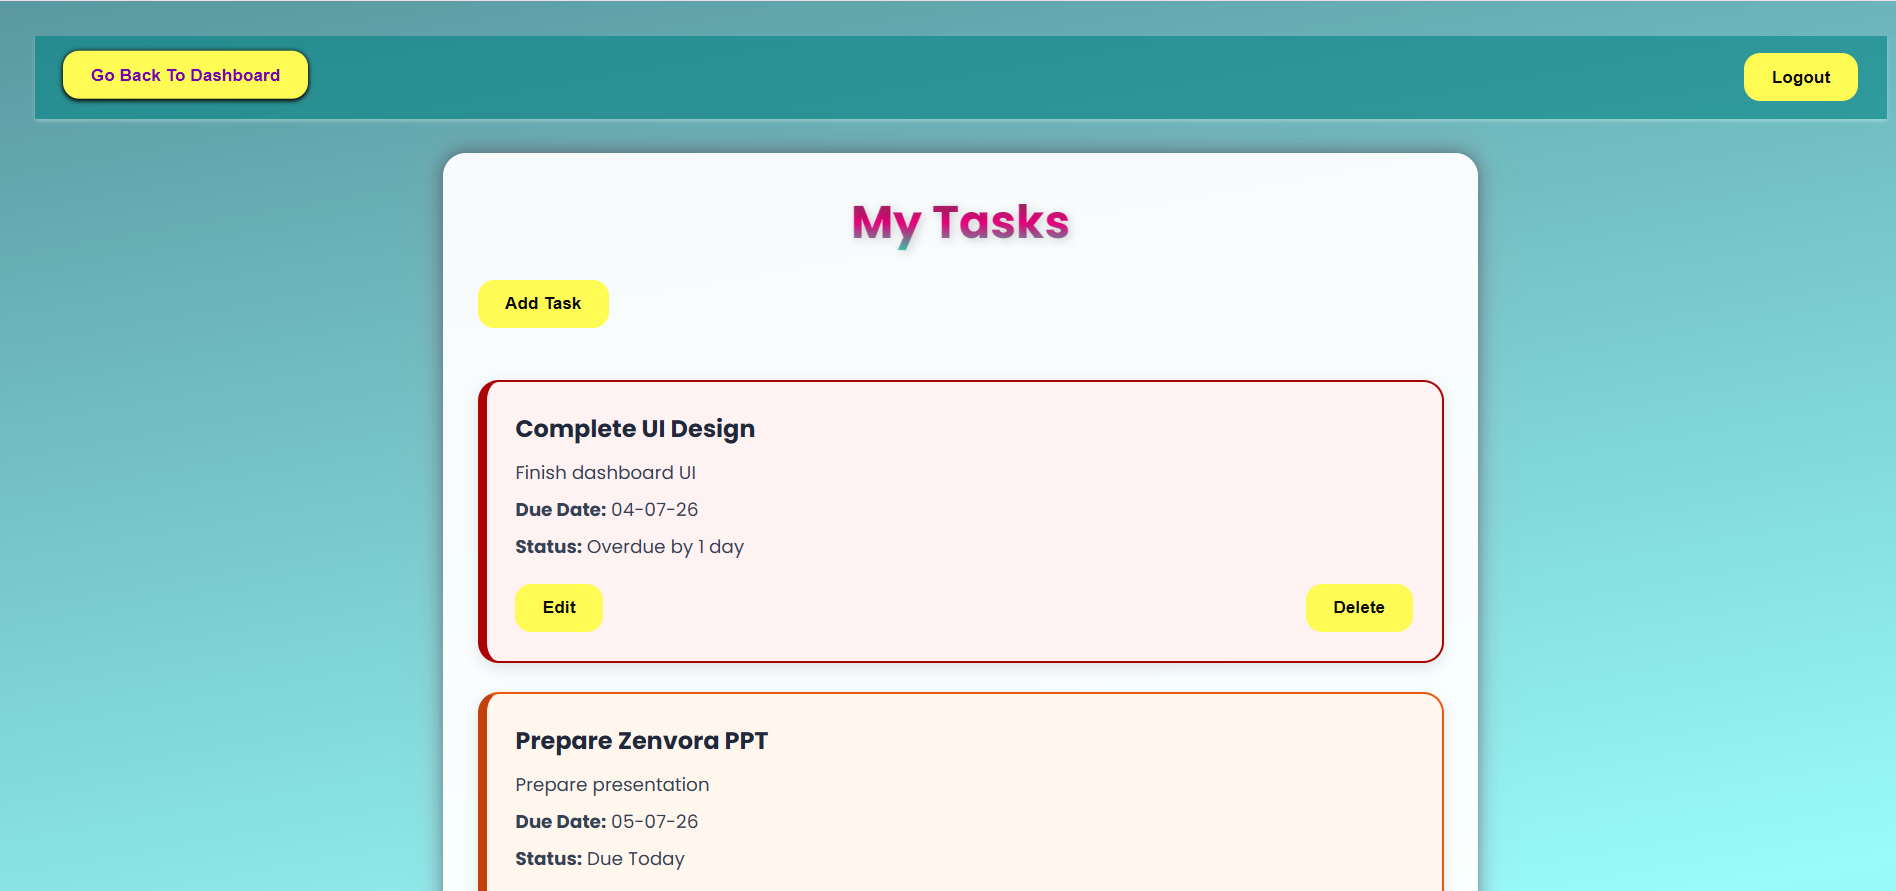 Go Back To Dashboard
Logout
My Tasks
Add Task
Complete UI Design
Finish dashboard UI
Due Date: 04-07-26
Status: Overdue by 1 day
Edit
Delete
Prepare Zenvora PPT
Prepare presentation
Due Date: 05-07-26
Status: Due Today